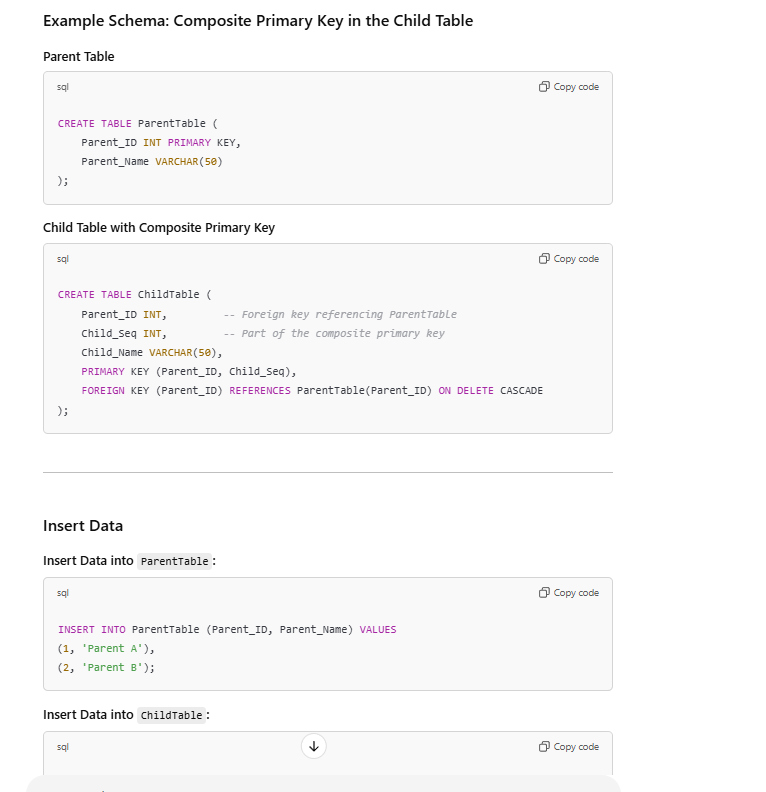 Example Schema: Composite Primary Key in the Child Table
Parent Table
sql
Copy code
CREATE TABLE ParentTable (
    Parent_ID INT PRIMARY KEY,
    Parent_Name VARCHAR(50)
);
Child Table with Composite Primary Key
sql
Copy code
CREATE TABLE ChildTable (
    Parent_ID INT,         -- Foreign key referencing ParentTable
    Child_Seq INT,         -- Part of the composite primary key
    Child_Name VARCHAR(50),
    PRIMARY KEY (Parent_ID, Child_Seq),
    FOREIGN KEY (Parent_ID) REFERENCES ParentTable(Parent_ID) ON DELETE CASCADE
);
Insert Data
Insert Data into ParentTable:
sql
Copy code
INSERT INTO ParentTable (Parent_ID, Parent_Name) VALUES
(1, 'Parent A'),
(2, 'Parent B');
Insert Data into ChildTable:
sql
Copy code